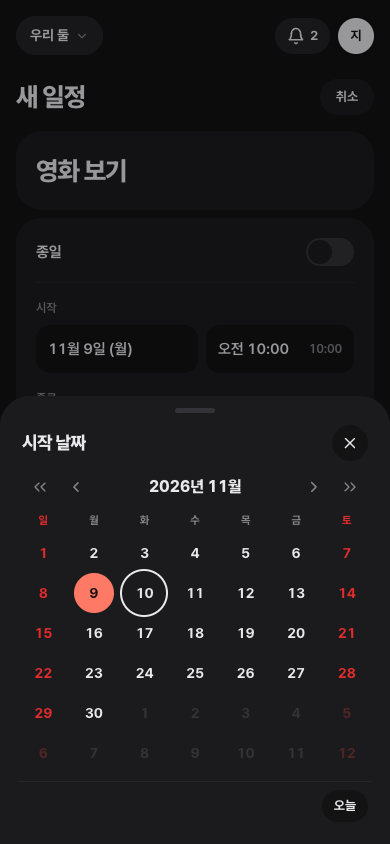 우리 둘
2
지
새 일정
취소
영화 보기
종일
시작
11월 9일 (월)
오전 10:00 10:00
시작 날짜
2026년 11월
일 월 화 수 목 금 토
1 2 3 4 5 6 7
8 9 10 11 12 13 14
15 16 17 18 19 20 21
22 23 24 25 26 27 28
29 30 1 2 3 4 5
6 7 8 9 10 11 12
오늘